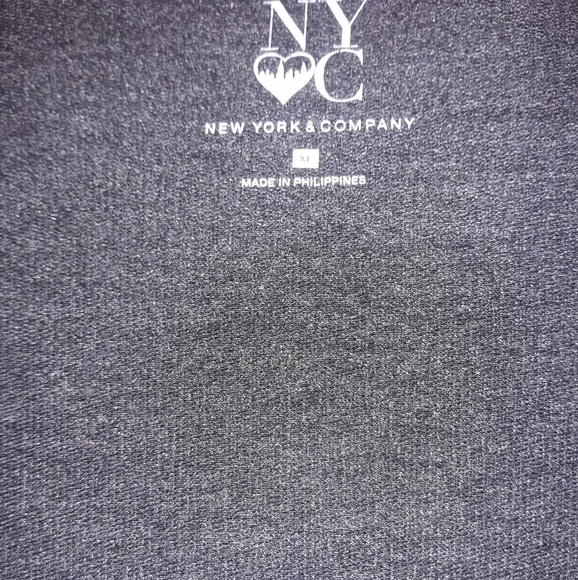 NY
C
NEW YORK & COMPANY
XL
MADE IN PHILIPPINES